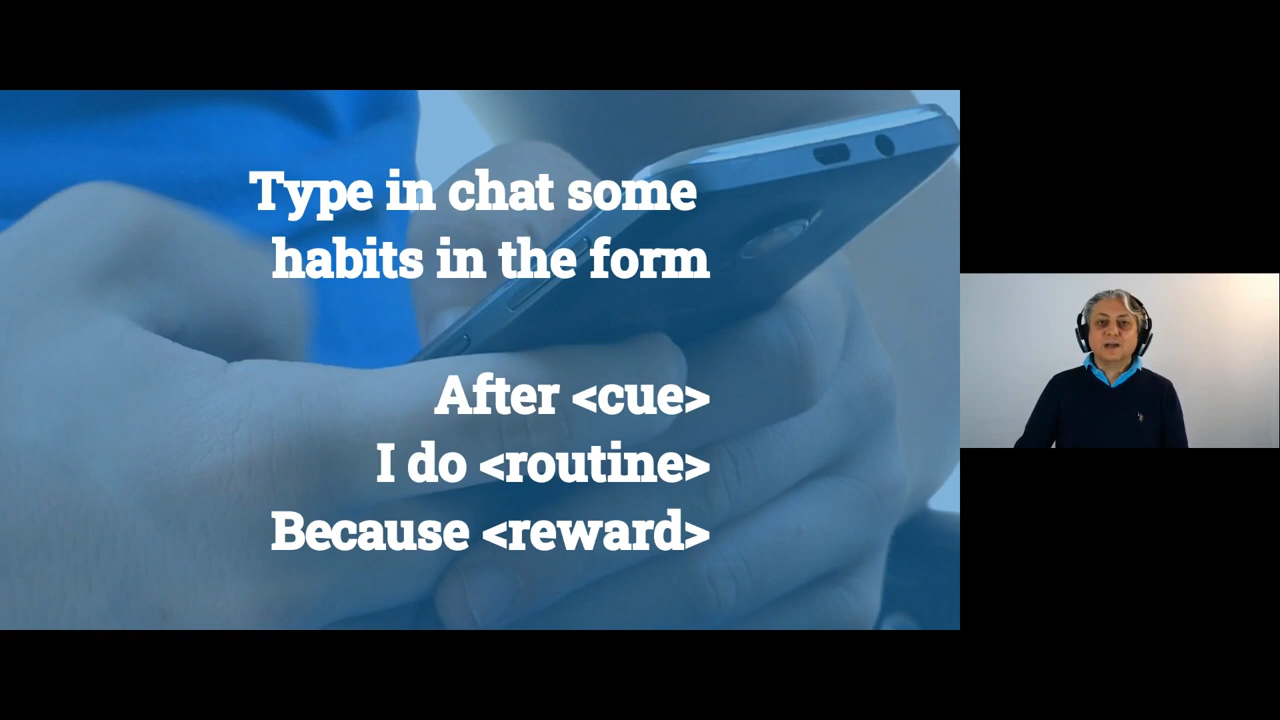 Type in chat some
habits in the form
After <cue>
I do <routine>
Because <reward>